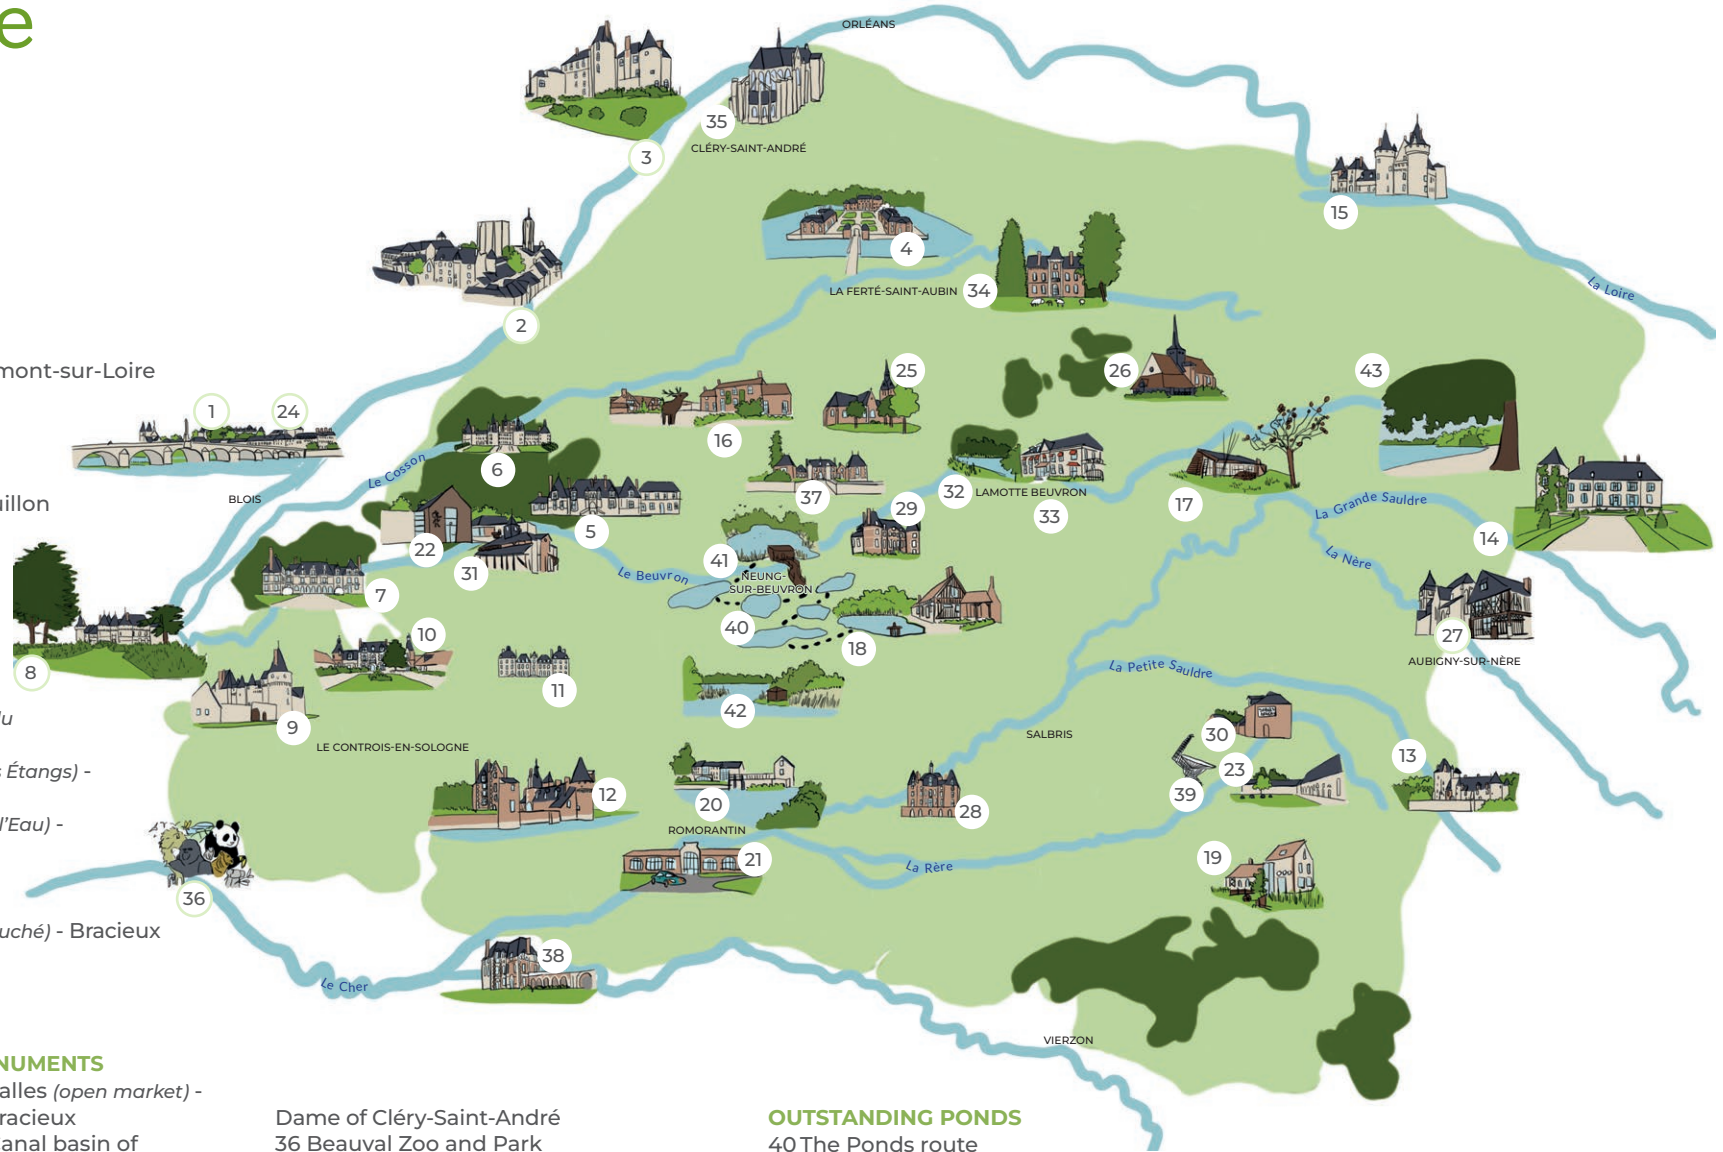 e
ORLÉANS
35
CLÉRY-SAINT-ANDRÉ
3
15
4
LA FERTÉ-SAINT-AUBIN
34
La Loire
2
mont-sur-Loire
25
26
43
1
24
16
6
Le Cosson
BLOIS
uillon
37
32
LAMOTTE BEUVRON
33
17
La Grande Sauldre
29
5
22
31
14
La Nère
41
Le Beuvron
NEUNG-
SUR-BEUVRON
7
40
10
18
27
AUBIGNY-SUR-NÈRE
8
La Petite Sauldre
11
42
lu
9
LE CONTROIS-EN-SOLOGNE
SALBRIS
30
13
s Étangs) -
23
12
39
20
28
l'Eau) -
ROMORANTIN
21
La Rère
19
36
uché) - Bracieux
38
Le Cher
VIERZON
NUMENTS
alles (open market) -
racieux
anal basin of
Dame of Cléry-Saint-André
36 Beauval Zoo and Park
OUTSTANDING PONDS
40 The Ponds route